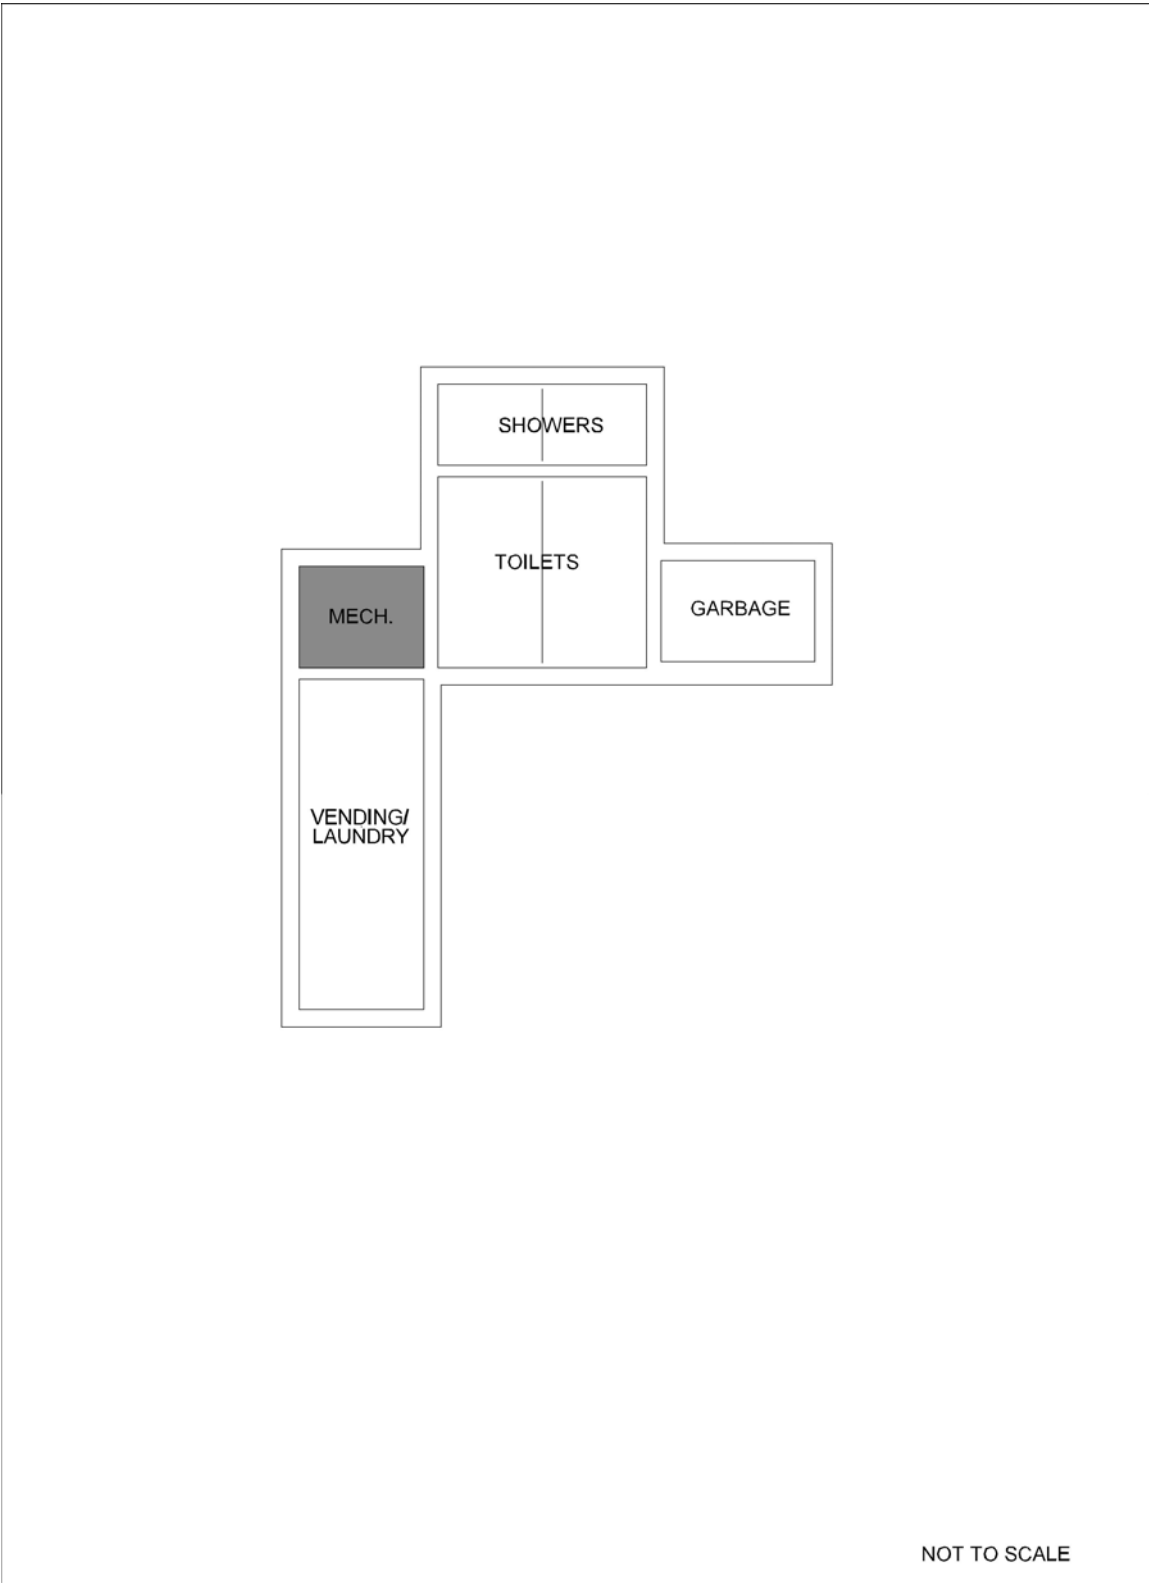 SHOWERS
TOILETS
GARBAGE
MECH.
VENDING/
LAUNDRY
NOT TO SCALE